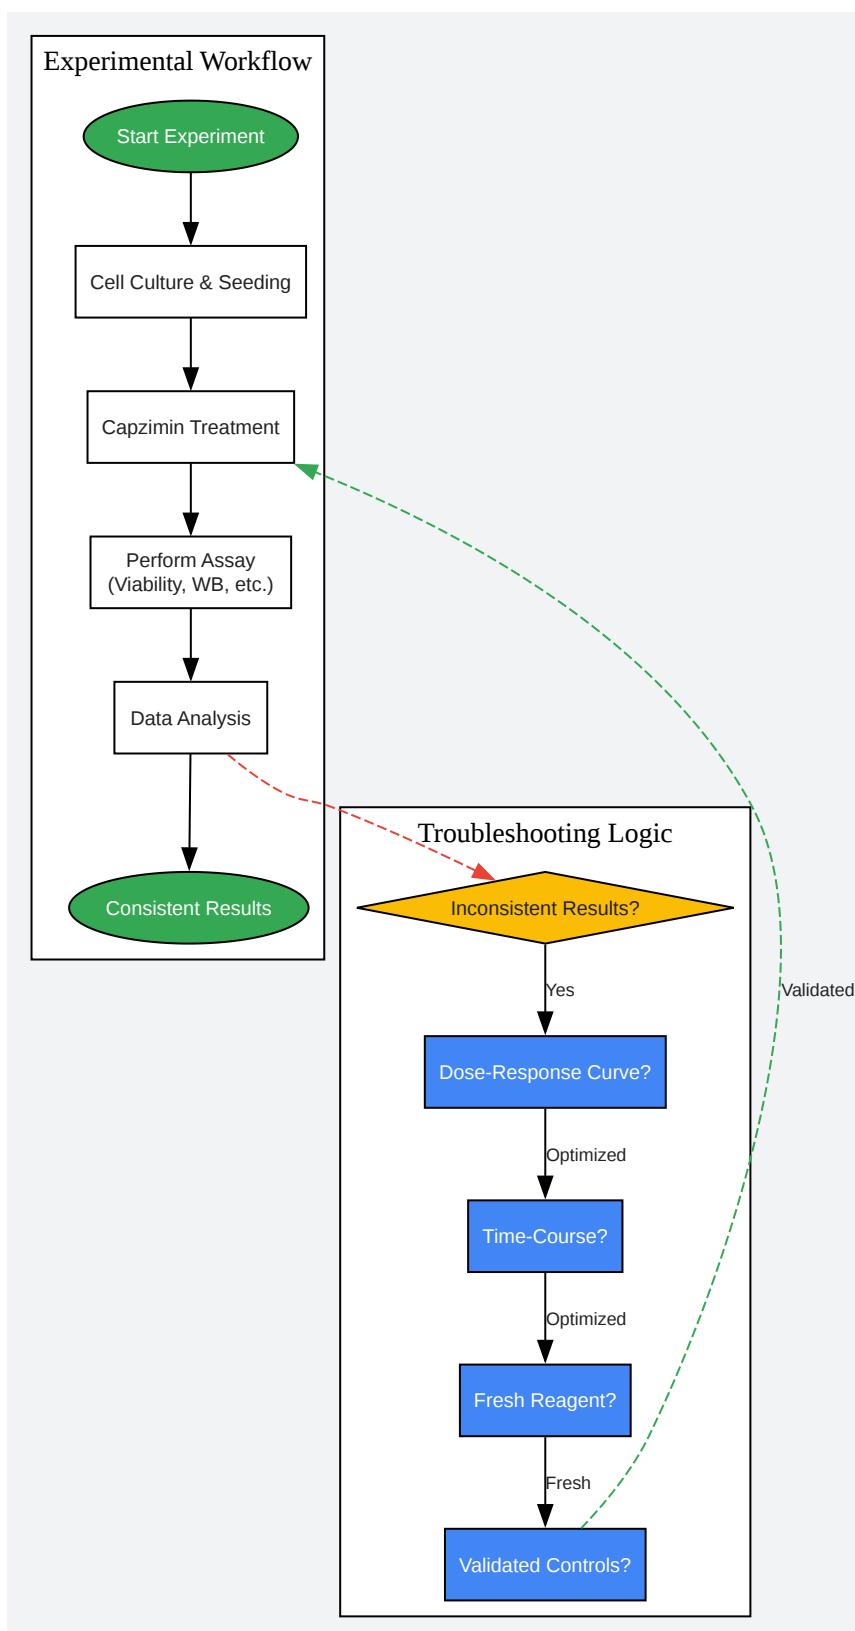 Experimental Workflow
Start Experiment
Cell Culture & Seeding
Capzimin Treatment
Perform Assay
(Viability, WB, etc.)
Data Analysis
Consistent Results
Troubleshooting Logic
Inconsistent Results?
Yes
Dose-Response Curve?
Optimized
Time-Course?
Optimized
Fresh Reagent?
Fresh
Validated Controls?
Validated